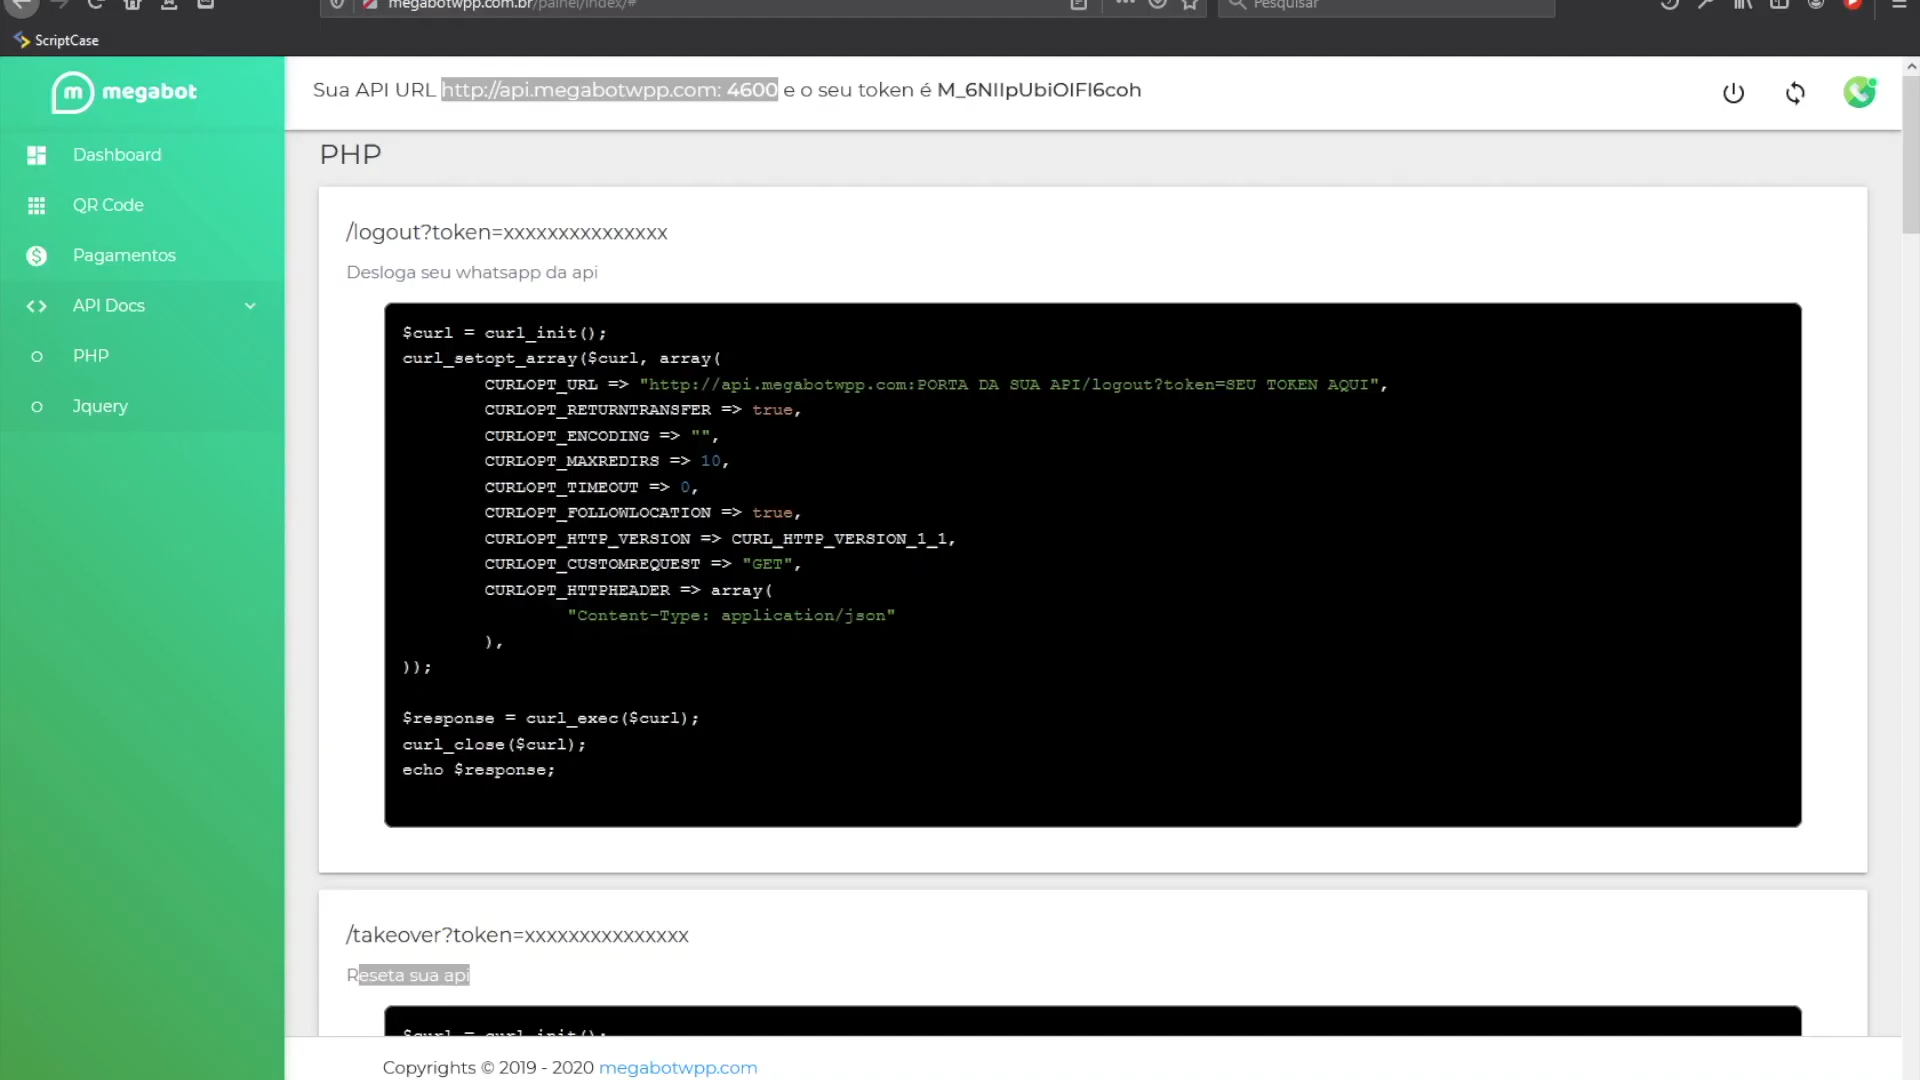 megabotwpp.com.br/painel/index/#
Pesquisar
ScriptCase
megabot
Sua API URL http://api.megabotwpp.com: 4600 e o seu token é M_6NIIpUbiOIFI6coh
Dashboard
QR Code
Pagamentos
API Docs
PHP
Jquery
PHP
/logout?token=xxxxxxxxxxxxxxx
Desloga seu whatsapp da api
$curl = curl_init();
curl_setopt_array($curl, array(
CURLOPT_URL => "http://api.megabotwpp.com:PORTA DA SUA API/logout?token=SEU TOKEN AQUI",
CURLOPT_RETURNTRANSFER => true,
CURLOPT_ENCODING => "",
CURLOPT_MAXREDIRS => 10,
CURLOPT_TIMEOUT => 0,
CURLOPT_FOLLOWLOCATION => true,
CURLOPT_HTTP_VERSION => CURL_HTTP_VERSION_1_1,
CURLOPT_CUSTOMREQUEST => "GET",
CURLOPT_HTTPHEADER => array(
"Content-Type: application/json"
),
));
$response = curl_exec($curl);
curl_close($curl);
echo $response;
/takeover?token=xxxxxxxxxxxxxxx
Reseta sua api
$curl = curl_init();
Copyrights © 2019 - 2020 megabotwpp.com